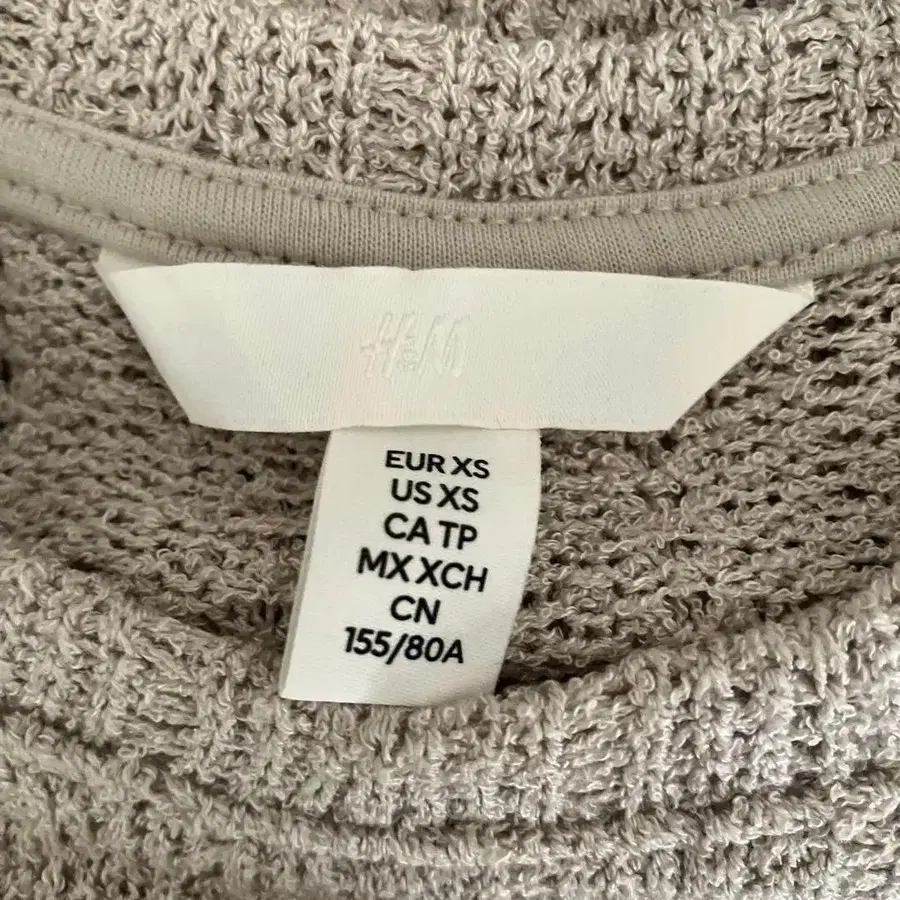 H&M
EUR XS
US XS
CA TP
MX XCH
CN
155/80A